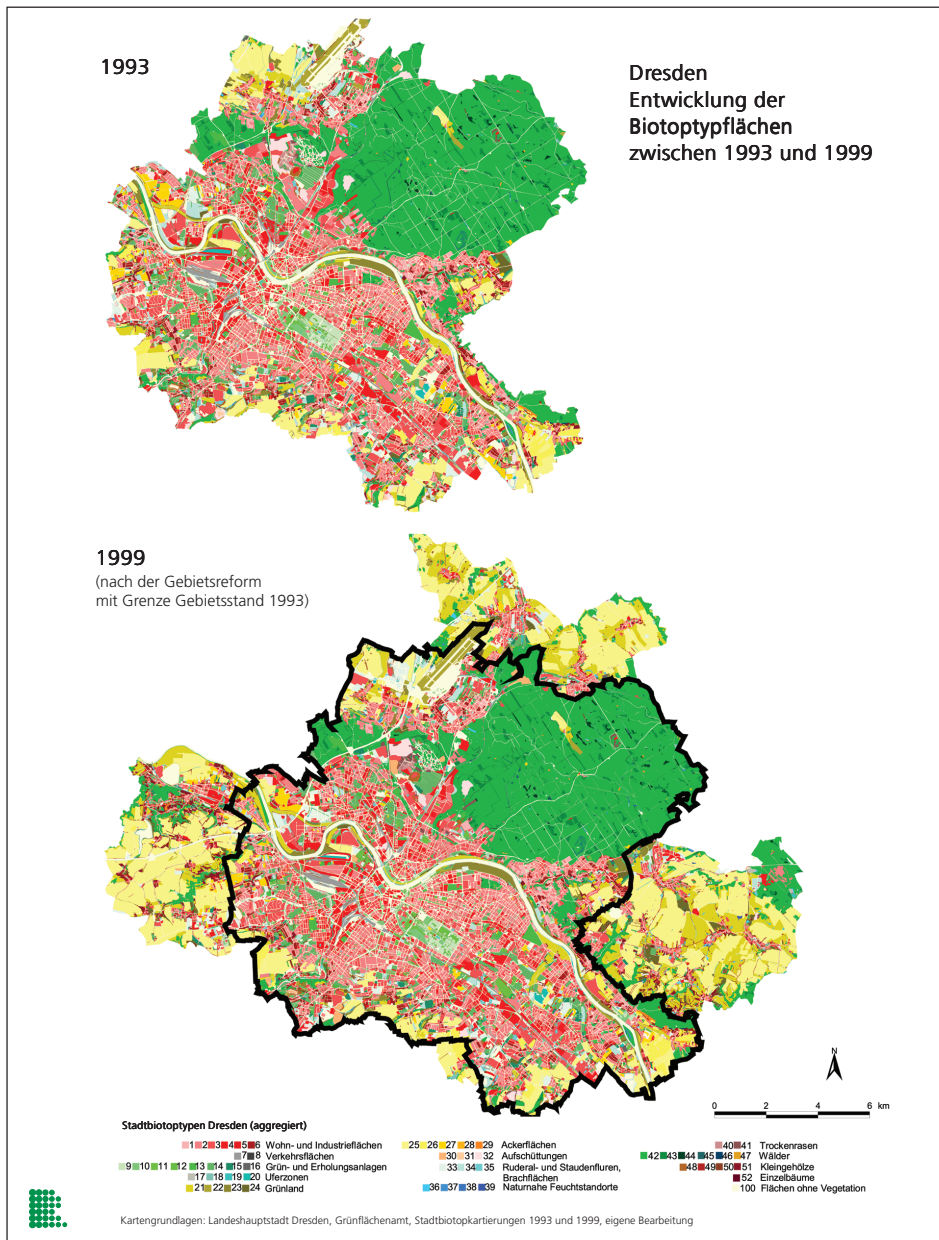 1993
Dresden
Entwicklung der
Biotoptypflächen
zwischen 1993 und 1999
1999
(nach der Gebietsreform
mit Grenze Gebietsstand 1993)
N
0 2 4 6 km
Stadtbiotoptypen Dresden (aggregiert)
1 2 3 4 5 6 Wohn- und Industrieflächen
7 8 Verkehrsflächen
9 10 11 12 13 14 15 16 Grün- und Erholungsanlagen
17 18 19 20 Uferzonen
21 22 23 24 Grünland
25 26 27 28 29 Ackerflächen
30 31 32 Aufschüttungen
33 34 35 Ruderal- und Staudenfluren,
Brachflächen
36 37 38 39 Naturnahe Feuchtstandorte
40 41 Trockenrasen
42 43 44 45 46 47 Wälder
48 49 50 51 Kleingehölze
52 Einzelbäume
100 Flächen ohne Vegetation
Kartengrundlagen: Landeshauptstadt Dresden, Grünflächenamt, Stadtbiotopkartierungen 1993 und 1999, eigene Bearbeitung